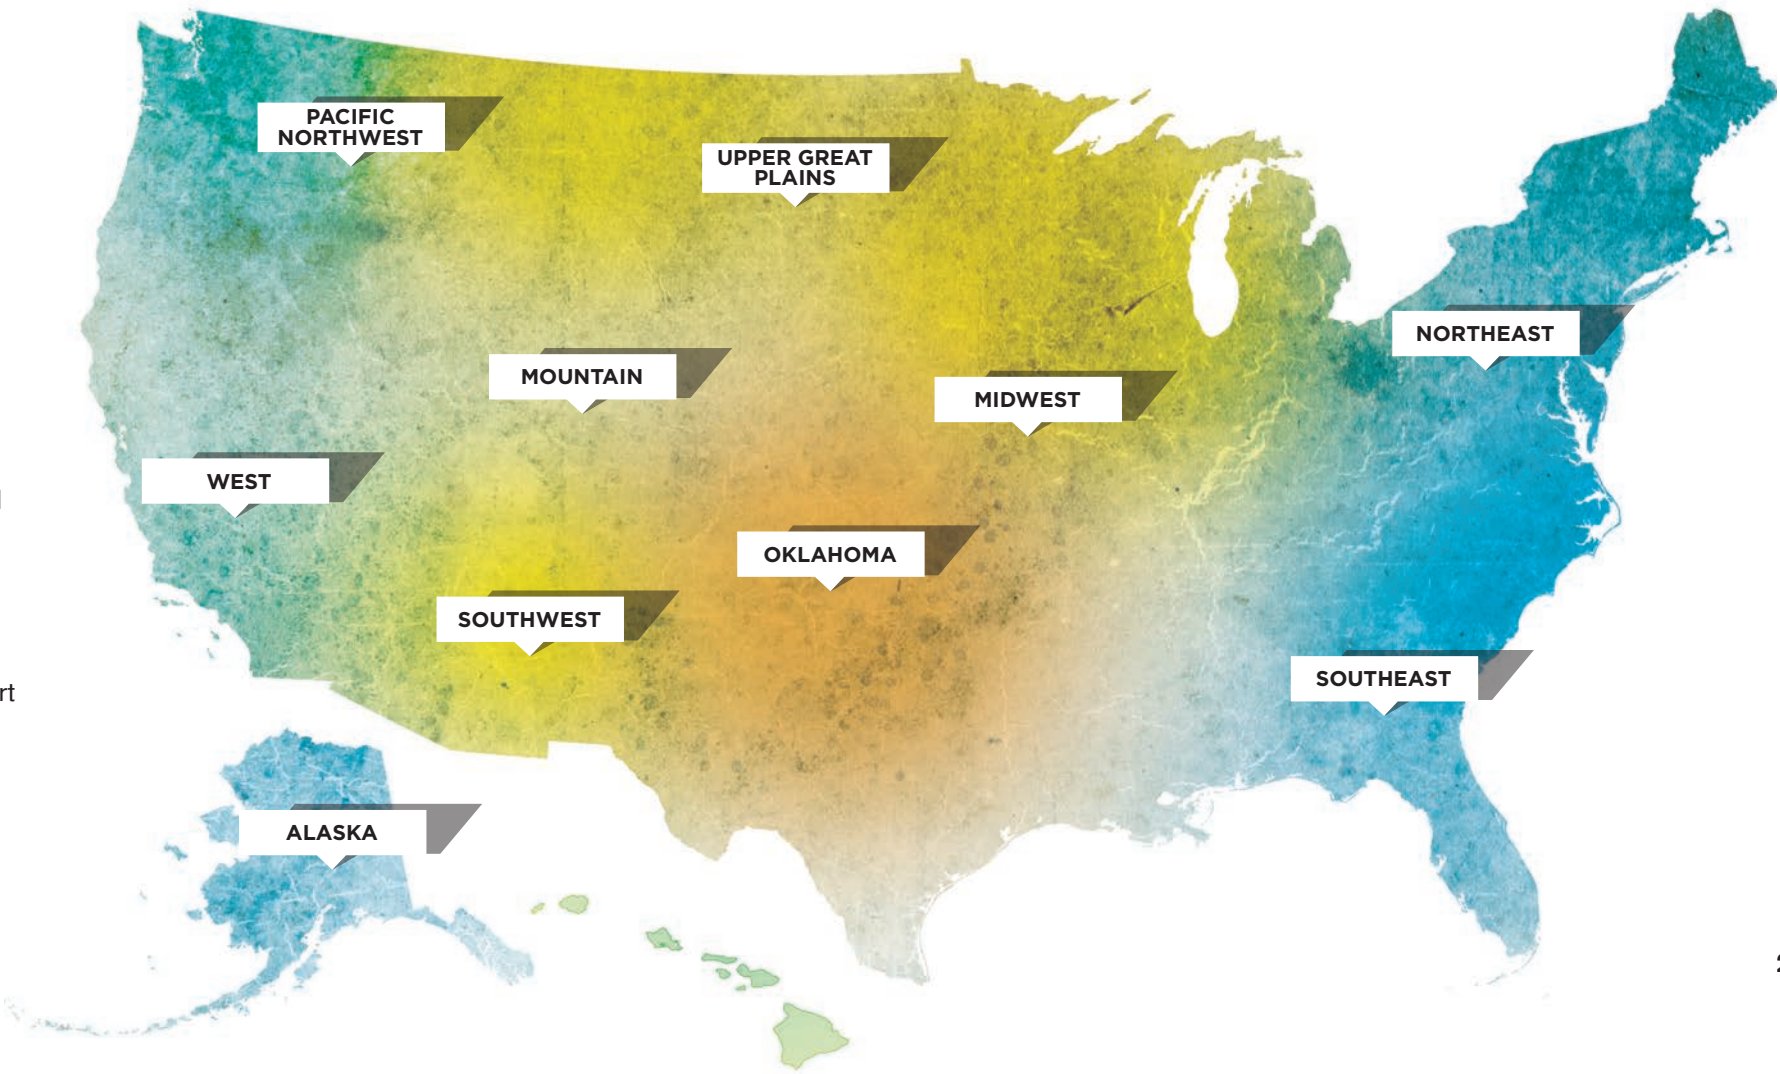 PACIFIC
NORTHWEST
UPPER GREAT
PLAINS
NORTHEAST
MOUNTAIN
MIDWEST
WEST
OKLAHOMA
SOUTHWEST
SOUTHEAST
rt
ALASKA